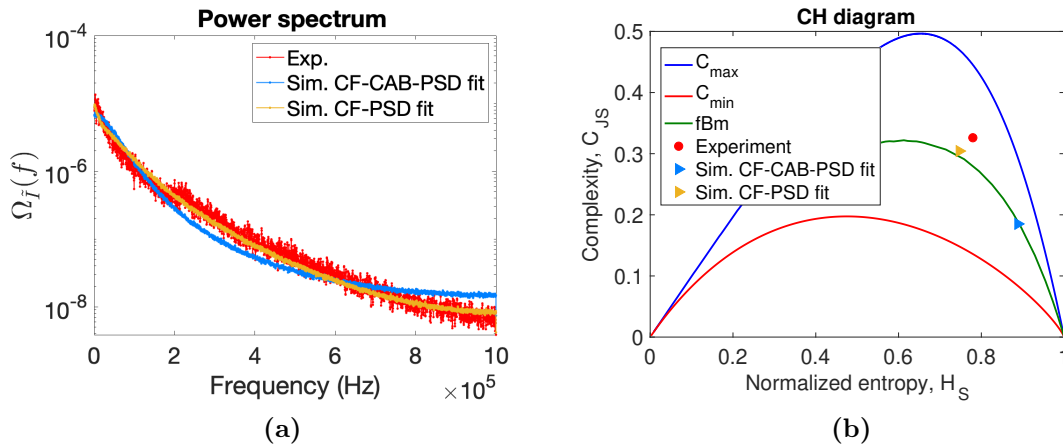 Power spectrum
10^-4
10^-6
10^-8
Ω_Ĩ(f)
Exp.
Sim. CF-CAB-PSD fit
Sim. CF-PSD fit
0 2 4 6 8 10
Frequency (Hz) ×10^5
(a)
CH diagram
0.5
0.4
0.3
0.2
0.1
0
Complexity, C_JS
C_max
C_min
fBm
Experiment
Sim. CF-CAB-PSD fit
Sim. CF-PSD fit
0 0.2 0.4 0.6 0.8 1
Normalized entropy, H_S
(b)